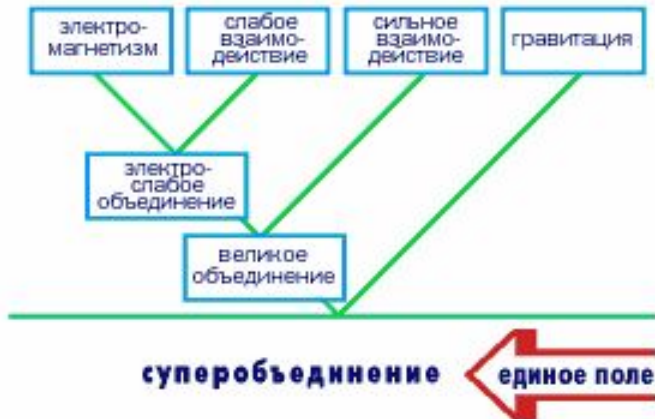 электро-
магнетизм
слабое
взаимо-
действие
сильное
взаимо-
действие
гравитация
электро-
слабое
объединение
великое
объединение
суперобъединение
единое поле